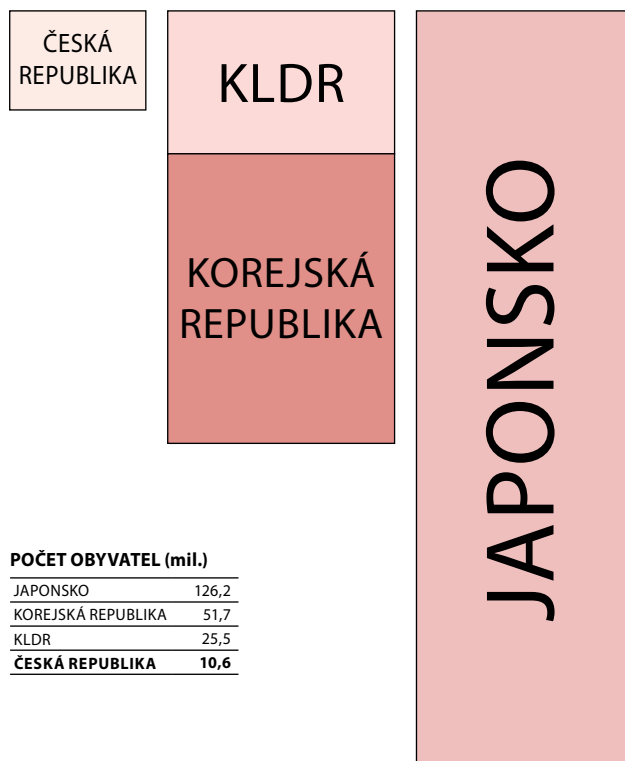 ČESKÁ
REPUBLIKA
KLDR
KOREJSKÁ
REPUBLIKA
JAPONSKO
POČET OBYVATEL (mil.)
JAPONSKO 126,2
KOREJSKÁ REPUBLIKA 51,7
KLDR 25,5
ČESKÁ REPUBLIKA 10,6